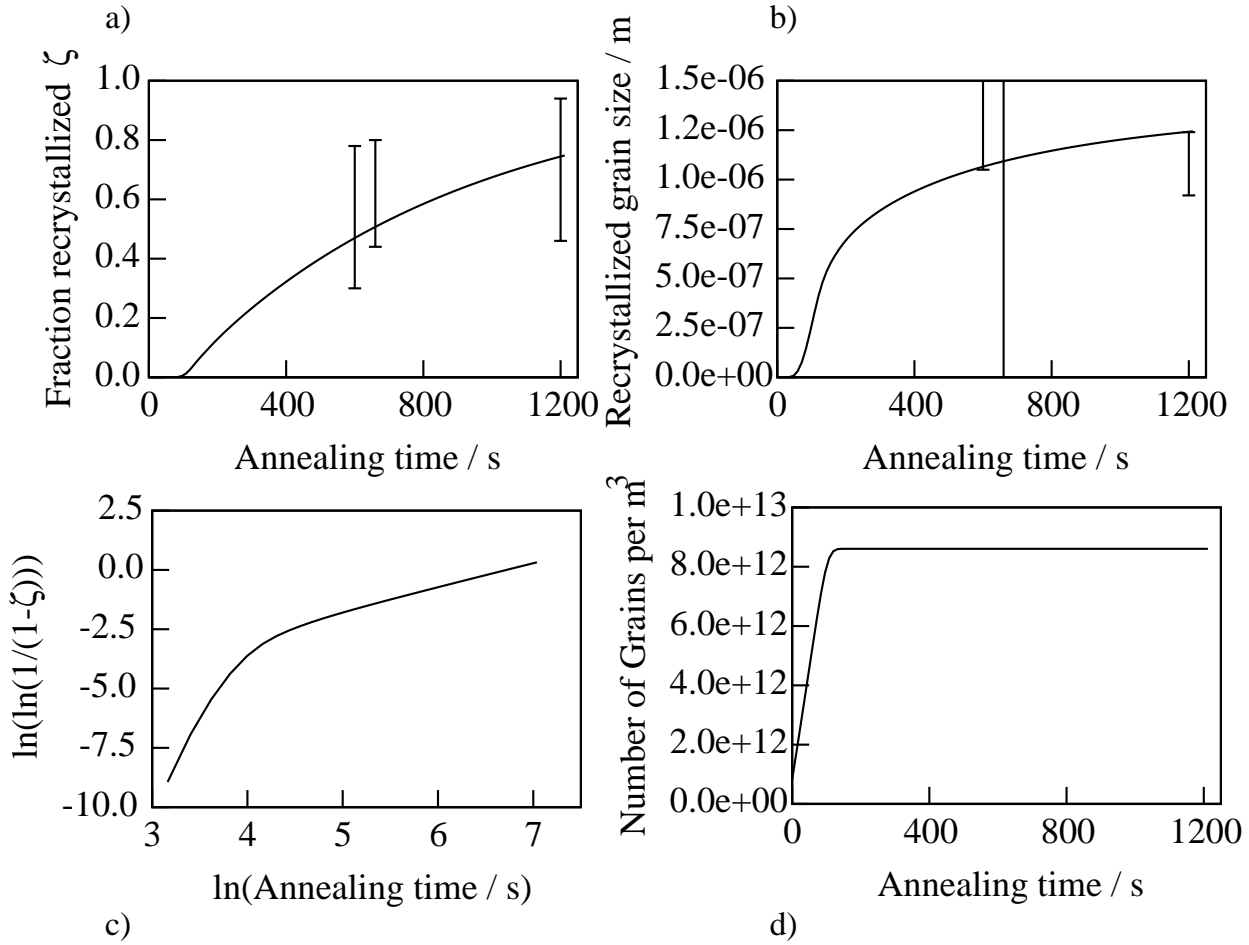 a)
Fraction recrystallized ζ
1.0
0.8
0.6
0.4
0.2
0.0
0 400 800 1200
Annealing time / s
b)
Recrystallized grain size / m
1.5e-06
1.2e-06
1.0e-06
7.5e-07
5.0e-07
2.5e-07
0.0e+00
0 400 800 1200
Annealing time / s
ln(ln(1/(1-ζ)))
2.5
0.0
-2.5
-5.0
-7.5
-10.0
3 4 5 6 7
ln(Annealing time / s)
c)
Number of Grains per m³
1.0e+13
8.0e+12
6.0e+12
4.0e+12
2.0e+12
0.0e+00
0 400 800 1200
Annealing time / s
d)